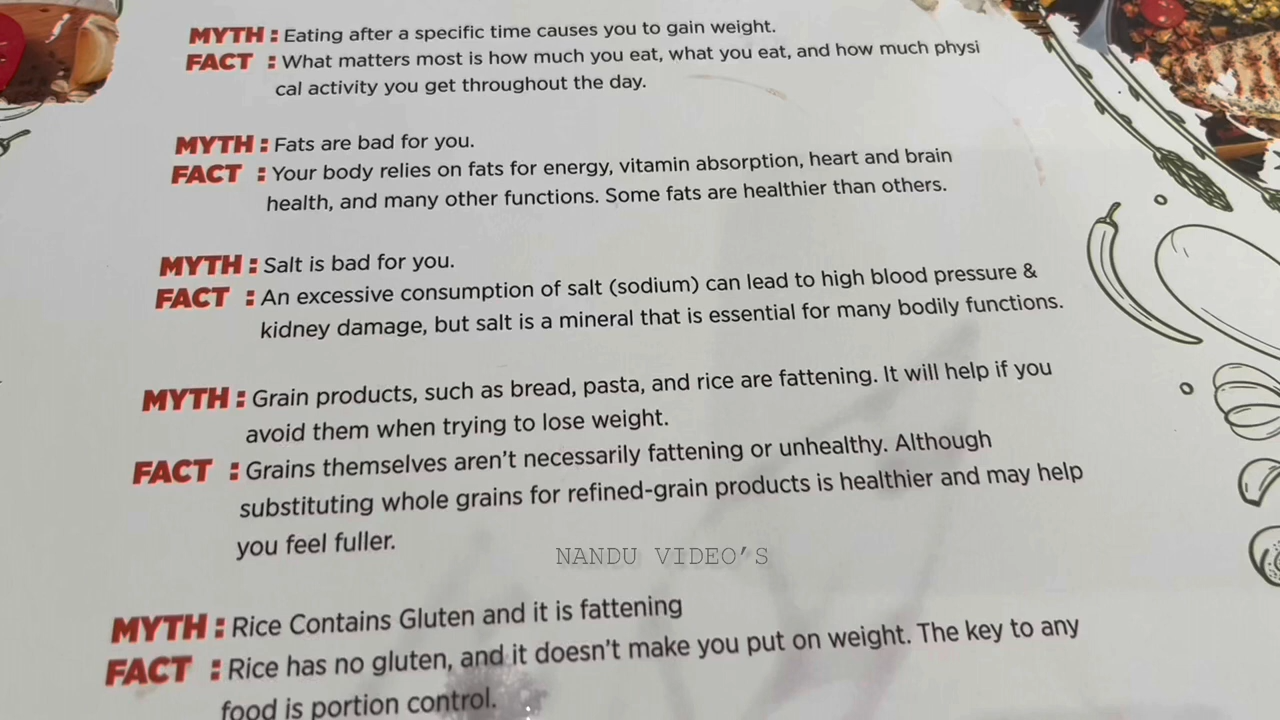 MYTH : Eating after a specific time causes you to gain weight.
FACT : What matters most is how much you eat, what you eat, and how much physi
cal activity you get throughout the day.
MYTH : Fats are bad for you.
FACT : Your body relies on fats for energy, vitamin absorption, heart and brain
health, and many other functions. Some fats are healthier than others.
MYTH : Salt is bad for you.
FACT : An excessive consumption of salt (sodium) can lead to high blood pressure &
kidney damage, but salt is a mineral that is essential for many bodily functions.
MYTH : Grain products, such as bread, pasta, and rice are fattening. It will help if you
avoid them when trying to lose weight.
FACT : Grains themselves aren't necessarily fattening or unhealthy. Although
substituting whole grains for refined-grain products is healthier and may help
you feel fuller.
NANDU VIDEO'S
MYTH : Rice Contains Gluten and it is fattening
FACT : Rice has no gluten, and it doesn't make you put on weight. The key to any
food is portion control.